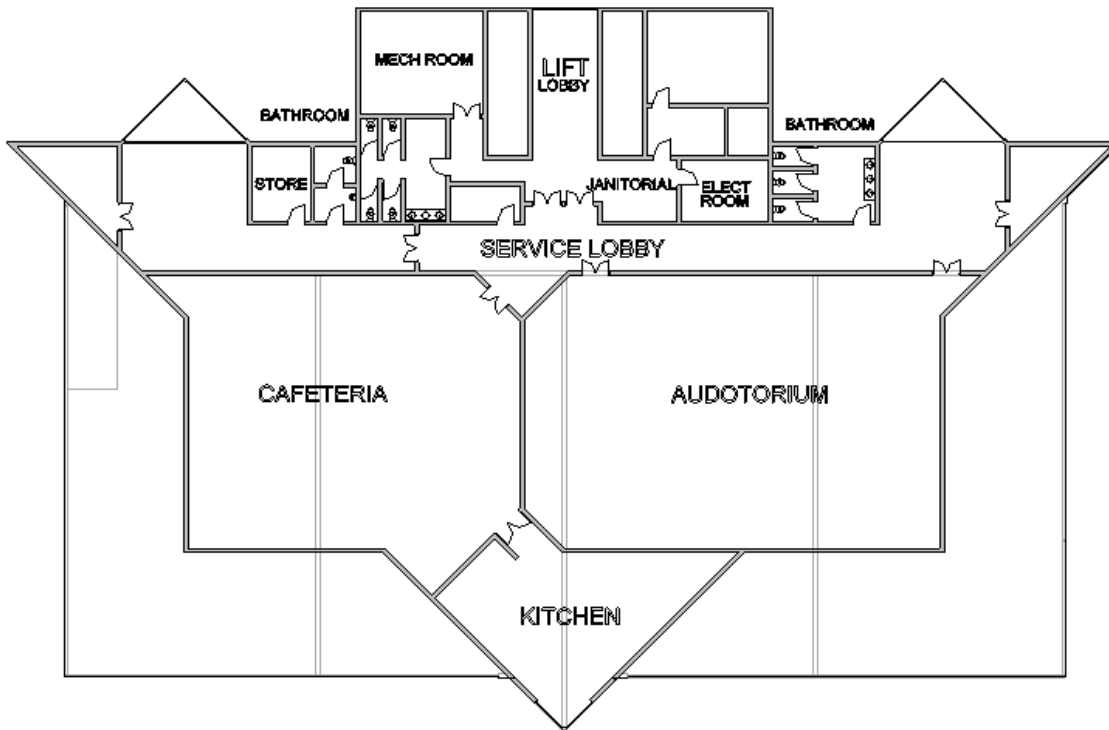 MECH ROOM
LIFT
LOBBY
BATHROOM
BATHROOM
STORE
JANITORIAL
ELECT
ROOM
SERVICE LOBBY
CAFETERIA
AUDOTORIUM
KITCHEN